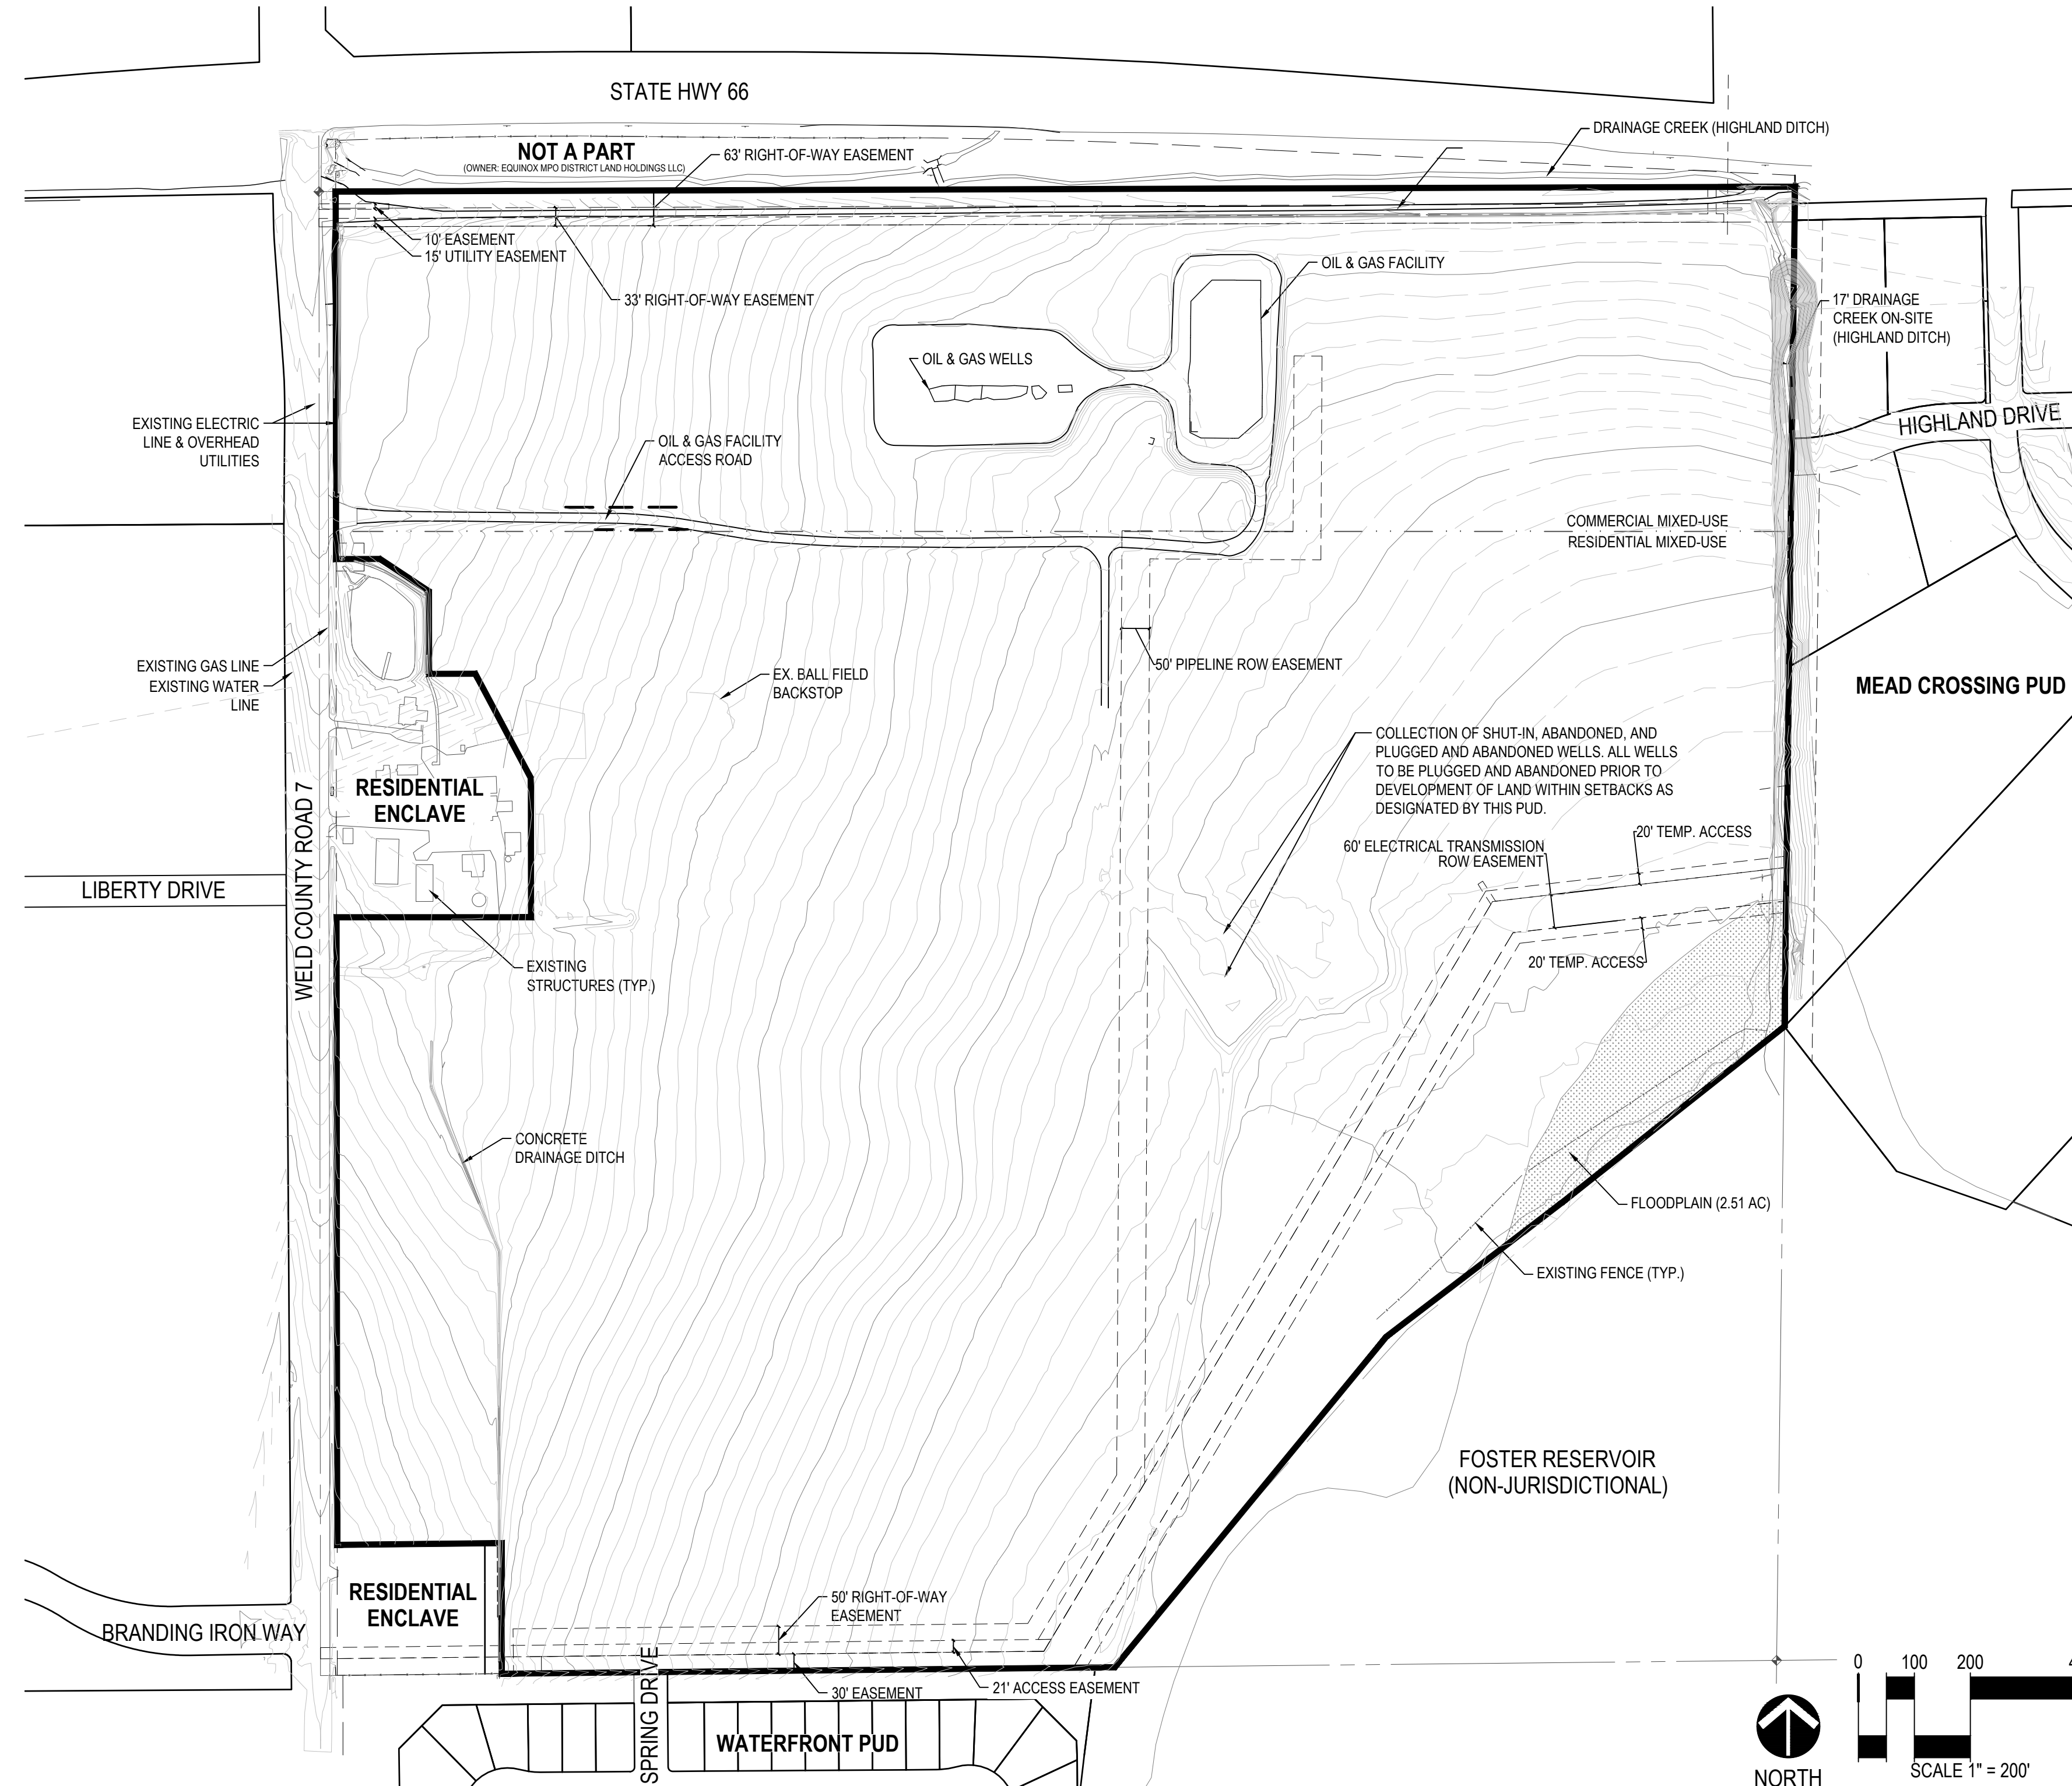 STATE HWY 66
DRAINAGE CREEK (HIGHLAND DITCH)
NOT A PART
(OWNER: EQUINOX MPO DISTRICT LAND HOLDINGS LLC)
63' RIGHT-OF-WAY EASEMENT
10' EASEMENT
15' UTILITY EASEMENT
33' RIGHT-OF-WAY EASEMENT
OIL & GAS FACILITY
17' DRAINAGE
CREEK ON-SITE
(HIGHLAND DITCH)
OIL & GAS WELLS
HIGHLAND DRIVE
EXISTING ELECTRIC
LINE & OVERHEAD
UTILITIES
OIL & GAS FACILITY
ACCESS ROAD
COMMERCIAL MIXED-USE
RESIDENTIAL MIXED-USE
EXISTING GAS LINE
EXISTING WATER
LINE
50' PIPELINE ROW EASEMENT
EX. BALL FIELD
BACKSTOP
MEAD CROSSING PUD
COLLECTION OF SHUT-IN, ABANDONED, AND
PLUGGED AND ABANDONED WELLS. ALL WELLS
TO BE PLUGGED AND ABANDONED PRIOR TO
DEVELOPMENT OF LAND WITHIN SETBACKS AS
DESIGNATED BY THIS PUD.
RESIDENTIAL
ENCLAVE
WELD COUNTY ROAD 7
20' TEMP. ACCESS
60' ELECTRICAL TRANSMISSION
ROW EASEMENT
LIBERTY DRIVE
20' TEMP. ACCESS
EXISTING
STRUCTURES (TYP.)
CONCRETE
DRAINAGE DITCH
FLOODPLAIN (2.51 AC)
EXISTING FENCE (TYP.)
FOSTER RESERVOIR
(NON-JURISDICTIONAL)
RESIDENTIAL
ENCLAVE
50' RIGHT-OF-WAY
EASEMENT
BRANDING IRON WAY
SPRING DRIVE
30' EASEMENT
21' ACCESS EASEMENT
WATERFRONT PUD
0 100 200
NORTH
SCALE 1" = 200'